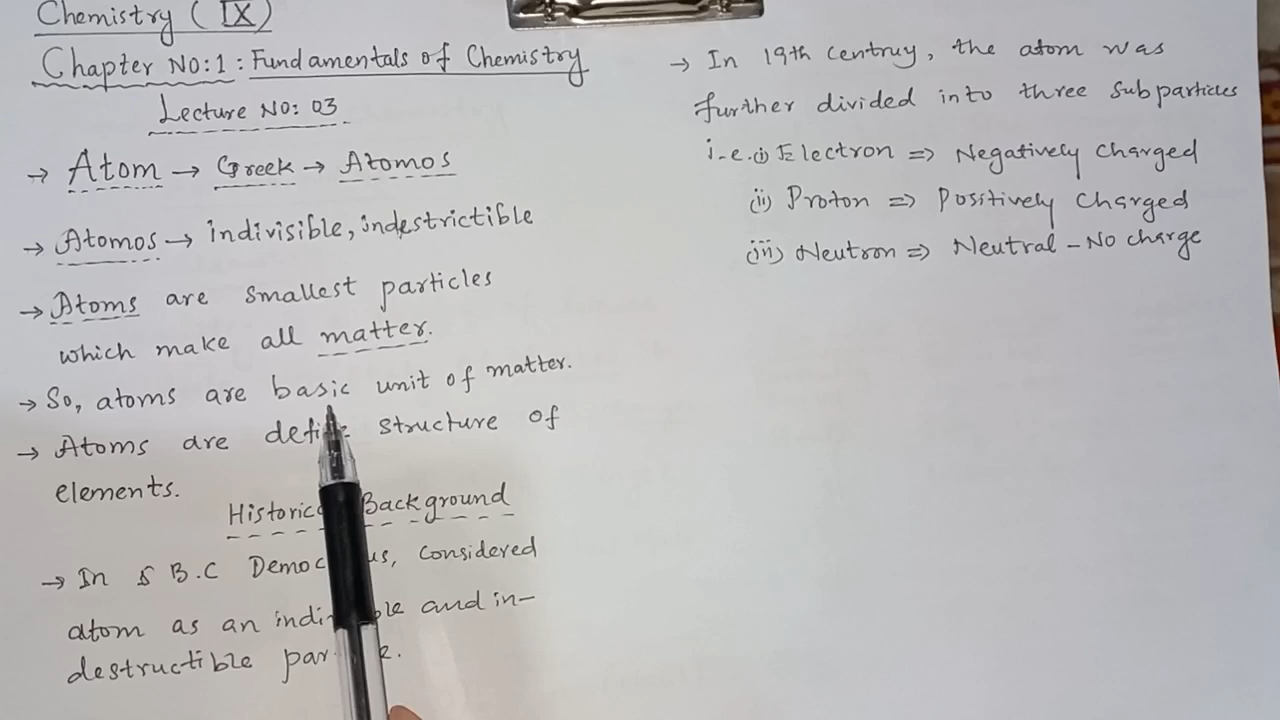 Chemistry (IX)
Chapter No:1: Fundamentals of Chemistry
Lecture No: 03
→ Atom → Greek → Atomos
→ Atomos → indivisible, indestrictible
→ Atoms are smallest particles
which make all matter.
→ So, atoms are basic unit of matter.
→ Atoms are structure of
elements.
Background
→ In 5 B.C considered
atom as an and in-
destructible
→ In 19th centruy, the atom was
further divided into three subparticles
i.e.(i) Electron => Negatively charged
(ii) Proton => Positively charged
(iii) Neutron => Neutral - No charge